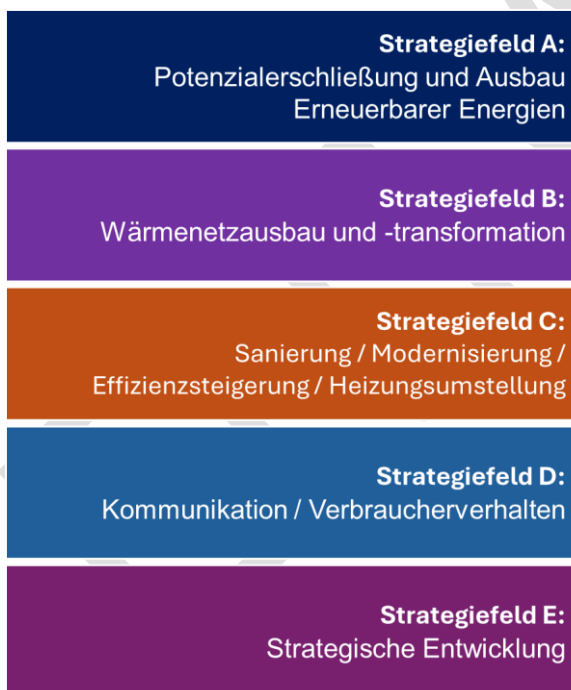 Strategiefeld A:
Potenzialerschließung und Ausbau
Erneuerbarer Energien
Strategiefeld B:
Wärmenetzausbau und -transformation
Strategiefeld C:
Sanierung / Modernisierung /
Effizienzsteigerung / Heizungsumstellung
Strategiefeld D:
Kommunikation / Verbraucherverhalten
Strategiefeld E:
Strategische Entwicklung